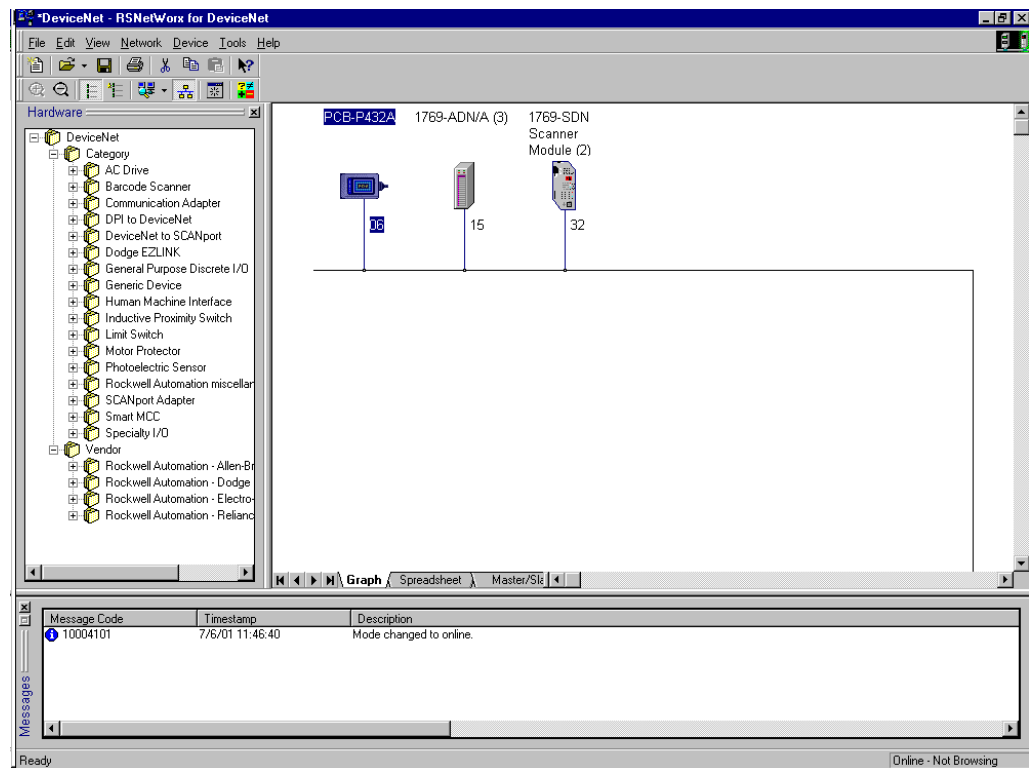 *DeviceNet - RSNetWorx for DeviceNet
File Edit View Network Device Tools Help
Hardware
DeviceNet
Category
AC Drive
Barcode Scanner
Communication Adapter
DPI to DeviceNet
DeviceNet to SCANport
Dodge EZLINK
General Purpose Discrete I/O
Generic Device
Human Machine Interface
Inductive Proximity Switch
Limit Switch
Motor Protector
Photoelectric Sensor
Rockwell Automation miscellar
SCANport Adapter
Smart MCC
Specialty I/O
Vendor
Rockwell Automation - Allen-Br
Rockwell Automation - Dodge
Rockwell Automation - Electro-
Rockwell Automation - Relianc
PCB-P432A
06
1769-ADN/A (3)
15
1769-SDN
Scanner
Module (2)
32
Graph Spreadsheet Master/Sla
Messages
Message Code Timestamp Description
10004101 7/6/01 11:46:40 Mode changed to online.
Ready Online - Not Browsing